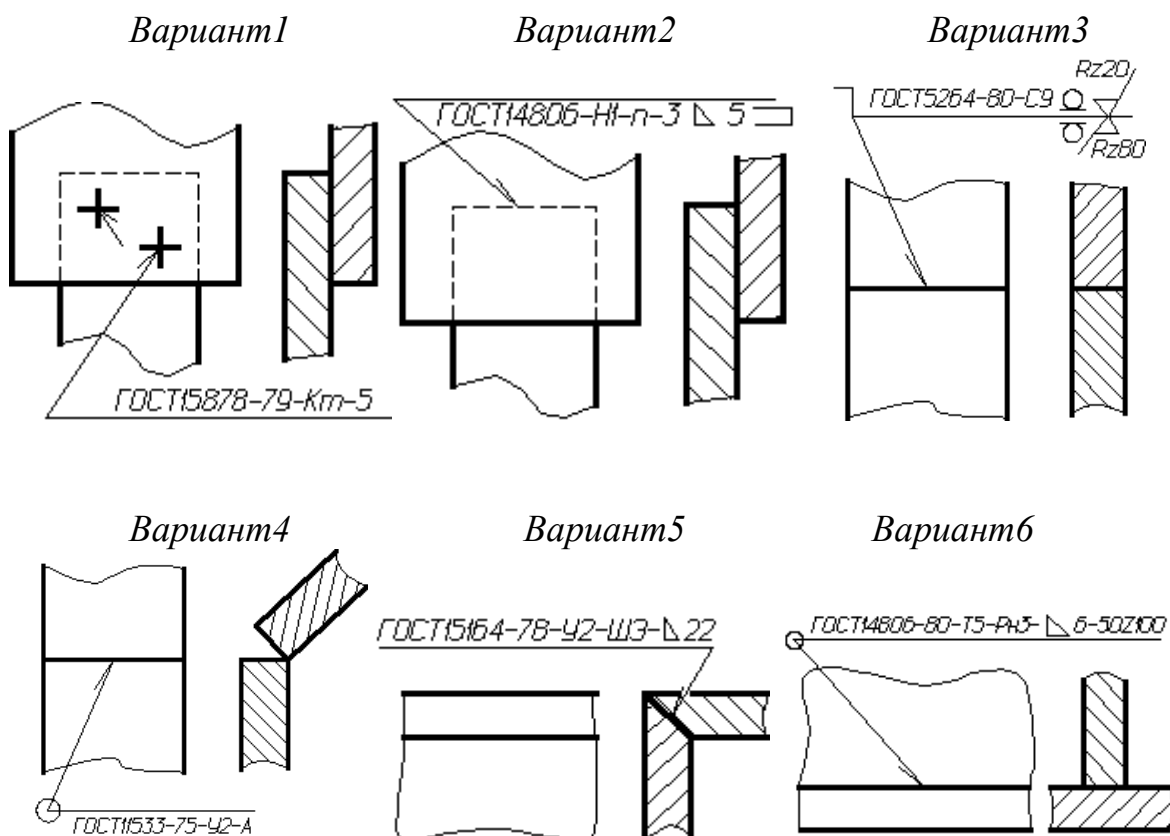 Вариант1
Вариант2
Вариант3
ГОСТ15878-79-Кт-5
ГОСТ14806-Н1-п-3 ◺ 5
Rz20
ГОСТ5264-80-С9
Rz80
Вариант4
Вариант5
Вариант6
ГОСТ11533-75-У2-А
ГОСТ15164-78-У2-ШЭ-◺22
ГОСТ14806-80-Т5-Рн3-◺ 6-50Z100